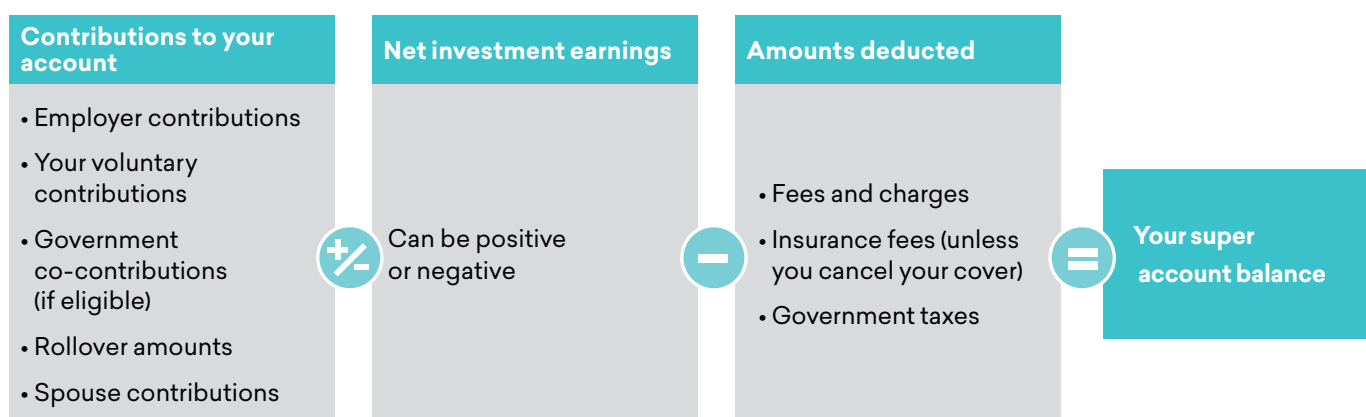 Contributions to your
account
• Employer contributions
• Your voluntary
contributions
• Government
co-contributions
(if eligible)
• Rollover amounts
• Spouse contributions
+/-
Net investment earnings
Can be positive
or negative
−
Amounts deducted
• Fees and charges
• Insurance fees (unless
you cancel your cover)
• Government taxes
=
Your super
account balance